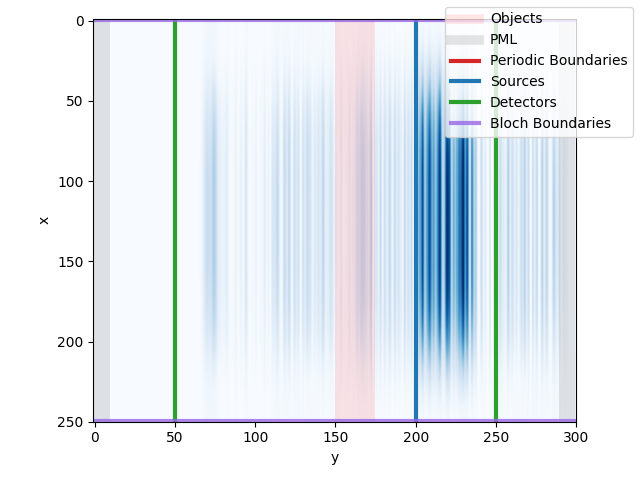 Objects
PML
Periodic Boundaries
Sources
Detectors
Bloch Boundaries
0
50
100
150
200
250
x
0 50 100 150 200 250 300
y